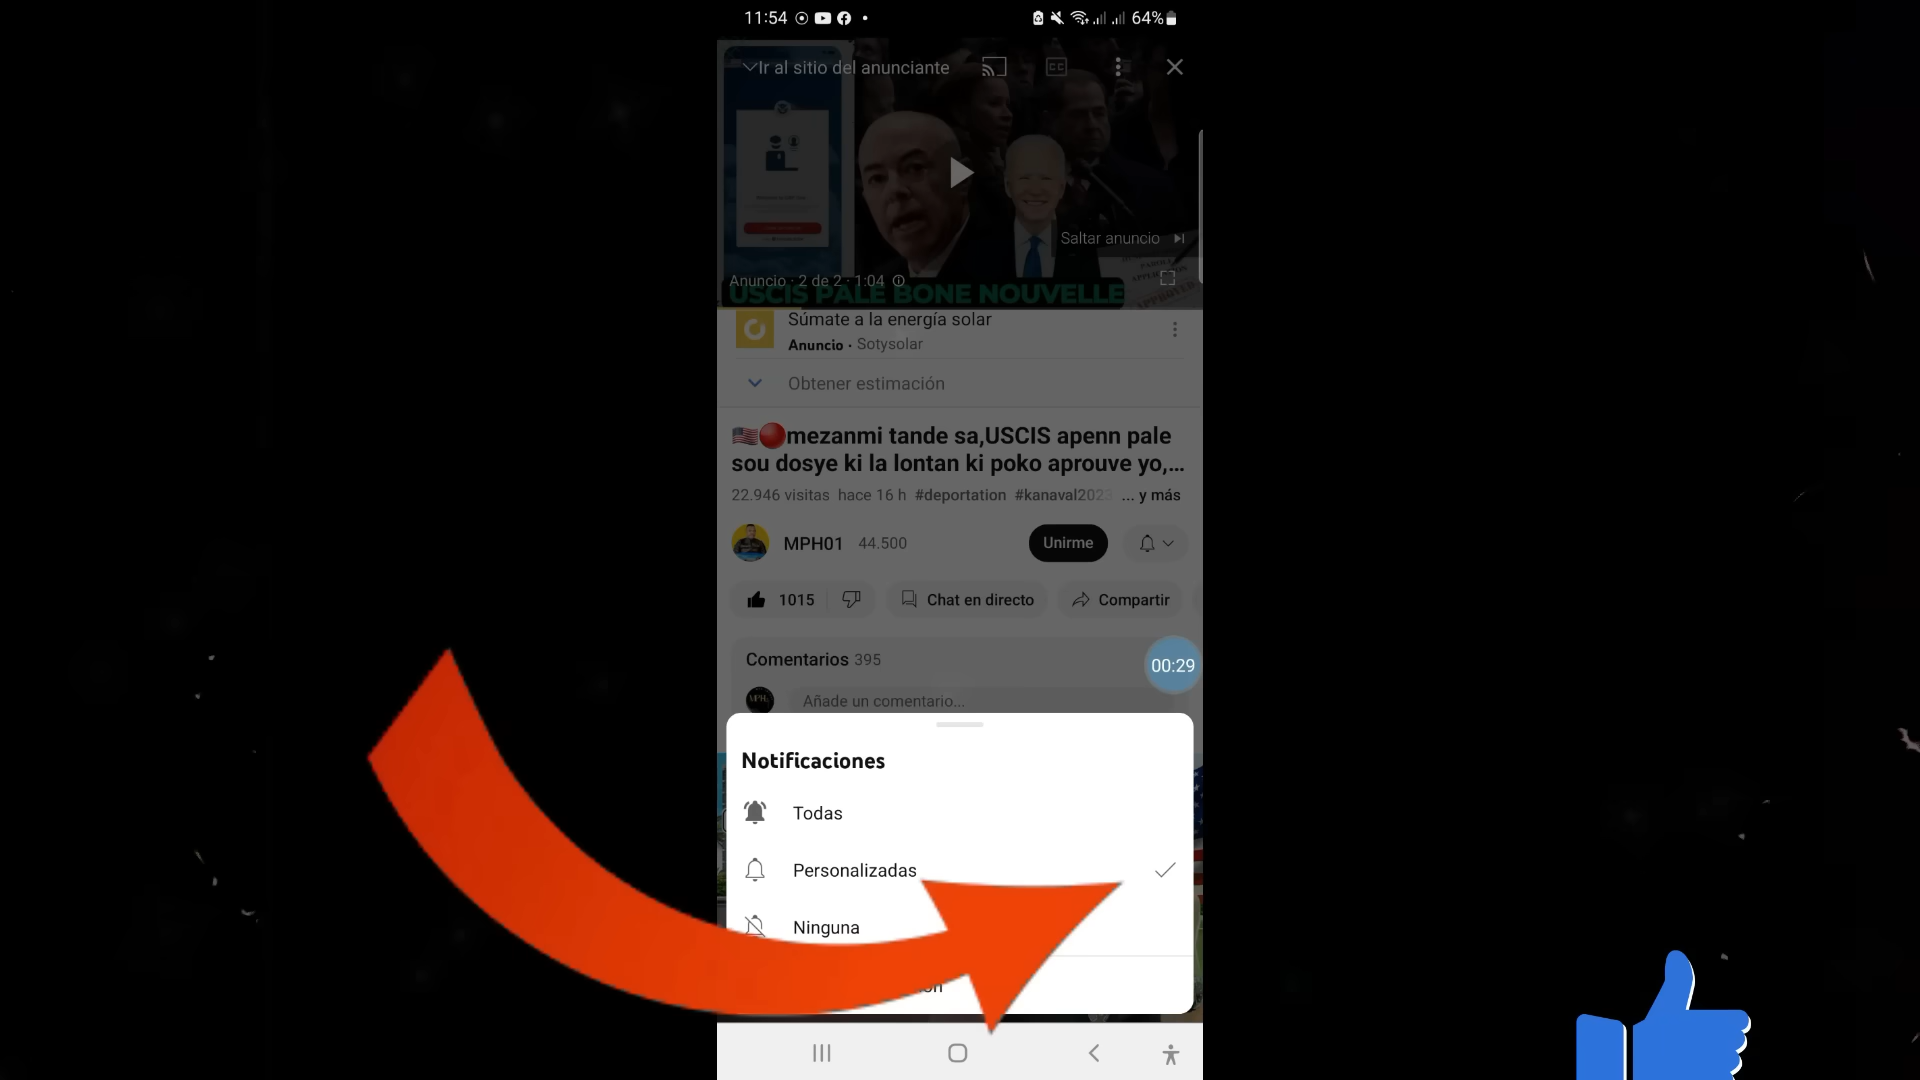 11:54
64%
Ir al sitio del anunciante
CC
Saltar anuncio
Anuncio · 2 de 2 · 1:04
USCIS PALE BONE NOUVELLE
APPROVED
Súmate a la energía solar
Anuncio · Sotysolar
Obtener estimación
mezanmi tande sa,USCIS apenn pale
sou dosye ki la lontan ki poko aprouve yo,...
22.946 visitas hace 16 h #deportation #kanaval2023 ... y más
MPH01 44.500
Unirme
1015
Chat en directo
Compartir
Comentarios 395
00:29
Añade un comentario...
Notificaciones
Todas
Personalizadas
Ninguna